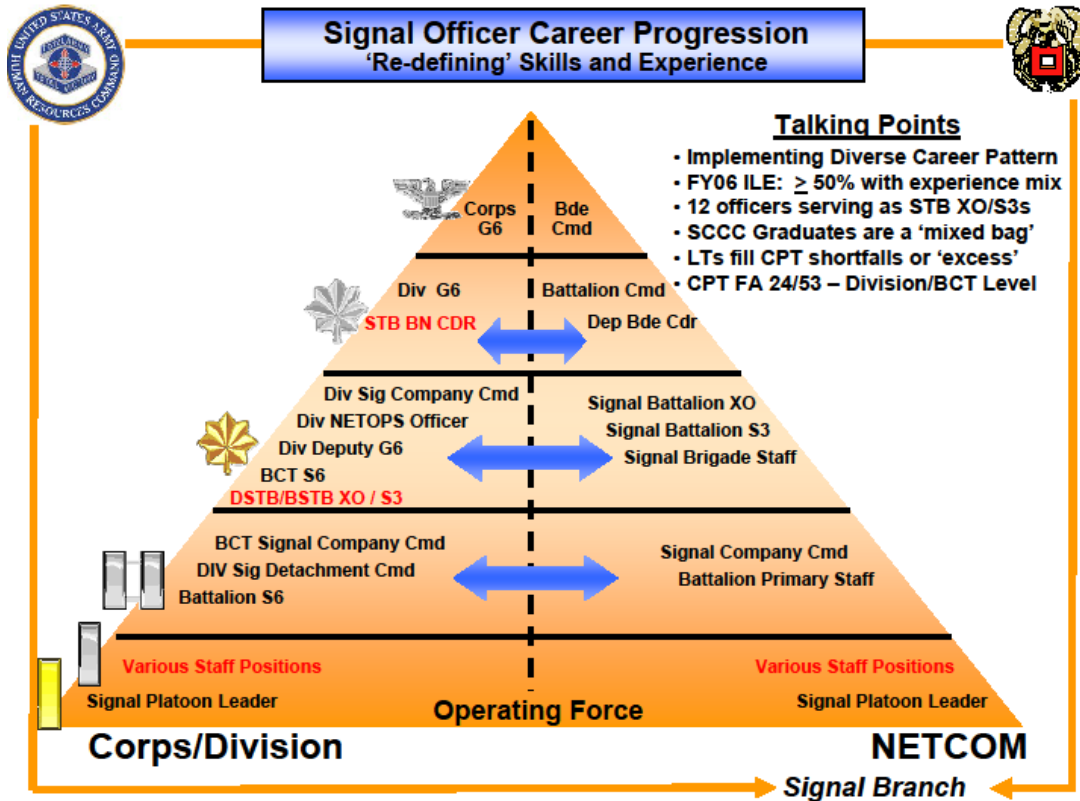 Signal Officer Career Progression
‘Re-defining’ Skills and Experience
UNITED STATES ARMY
HUMAN RESOURCES COMMAND
Talking Points
• Implementing Diverse Career Pattern
• FY06 ILE: ≥ 50% with experience mix
• 12 officers serving as STB XO/S3s
• SCCC Graduates are a ‘mixed bag’
• LTs fill CPT shortfalls or ‘excess’
• CPT FA 24/53 – Division/BCT Level
Corps
G6
Bde
Cmd
Div G6
STB BN CDR
Battalion Cmd
Dep Bde Cdr
Div Sig Company Cmd
Div NETOPS Officer
Div Deputy G6
BCT S6
DSTB/BSTB XO / S3
Signal Battalion XO
Signal Battalion S3
Signal Brigade Staff
BCT Signal Company Cmd
DIV Sig Detachment Cmd
Battalion S6
Signal Company Cmd
Battalion Primary Staff
Various Staff Positions
Signal Platoon Leader
Various Staff Positions
Signal Platoon Leader
Operating Force
Corps/Division
NETCOM
Signal Branch